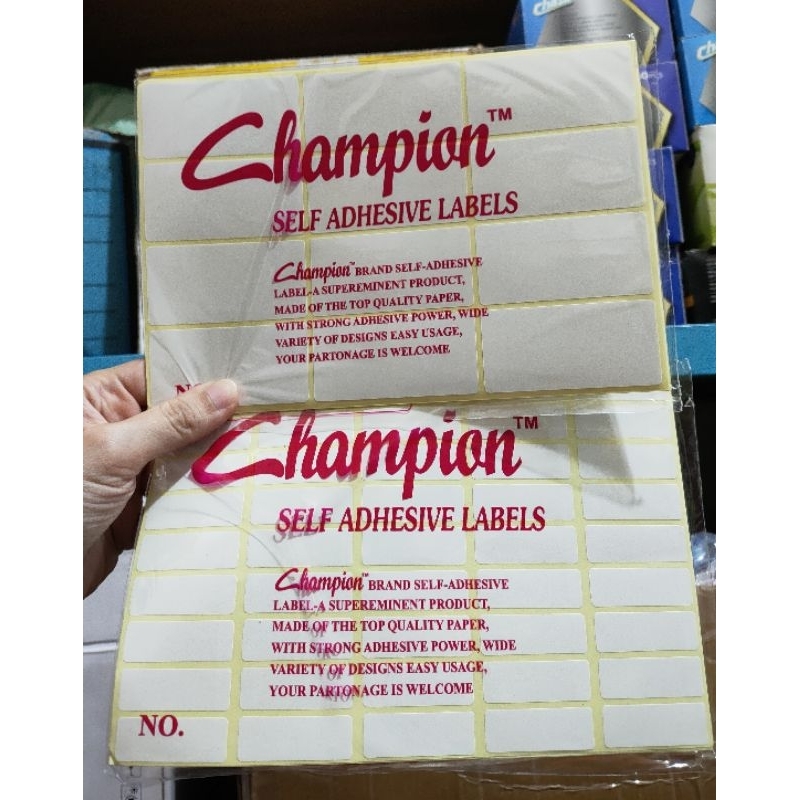 Champion™
SELF ADHESIVE LABELS
Champion™ BRAND SELF-ADHESIVE
LABEL-A SUPEREMINENT PRODUCT,
MADE OF THE TOP QUALITY PAPER,
WITH STRONG ADHESIVE POWER, WIDE
VARIETY OF DESIGNS EASY USAGE,
YOUR PARTONAGE IS WELCOME
Champion™
SELF ADHESIVE LABELS
Champion™ BRAND SELF-ADHESIVE
LABEL-A SUPEREMINENT PRODUCT,
MADE OF THE TOP QUALITY PAPER,
WITH STRONG ADHESIVE POWER, WIDE
VARIETY OF DESIGNS EASY USAGE,
YOUR PARTONAGE IS WELCOME
NO.